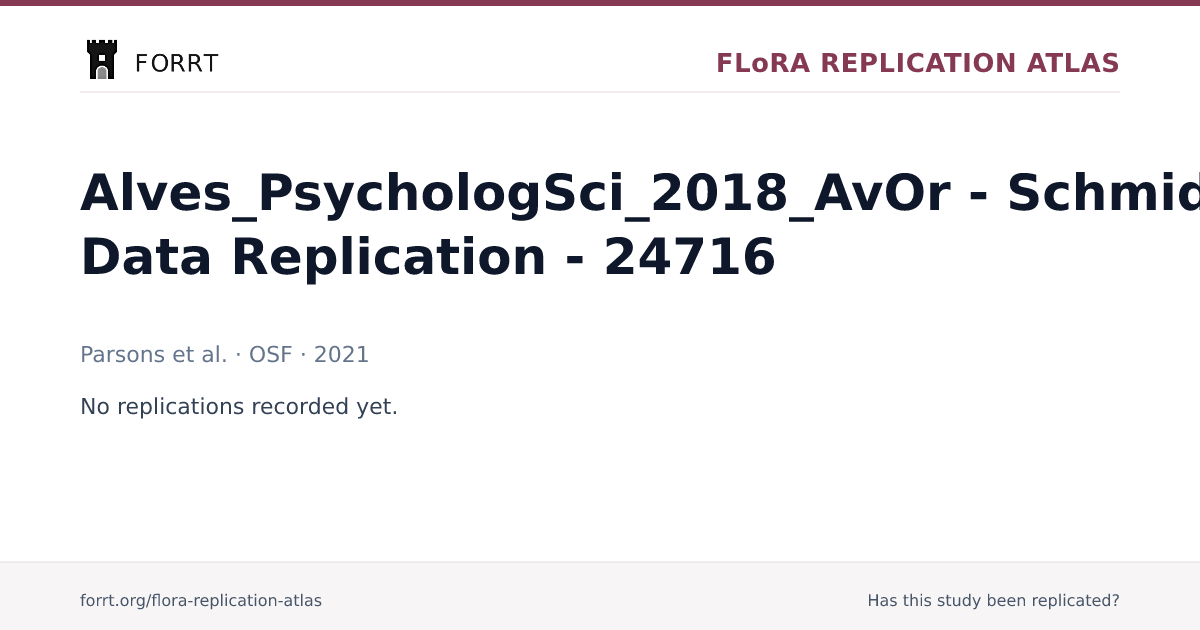 FORRT
FLoRA REPLICATION ATLAS
Alves_PsychologSci_2018_AvOr - Schmid
Data Replication - 24716
Parsons et al. · OSF · 2021
No replications recorded yet.
forrt.org/flora-replication-atlas
Has this study been replicated?